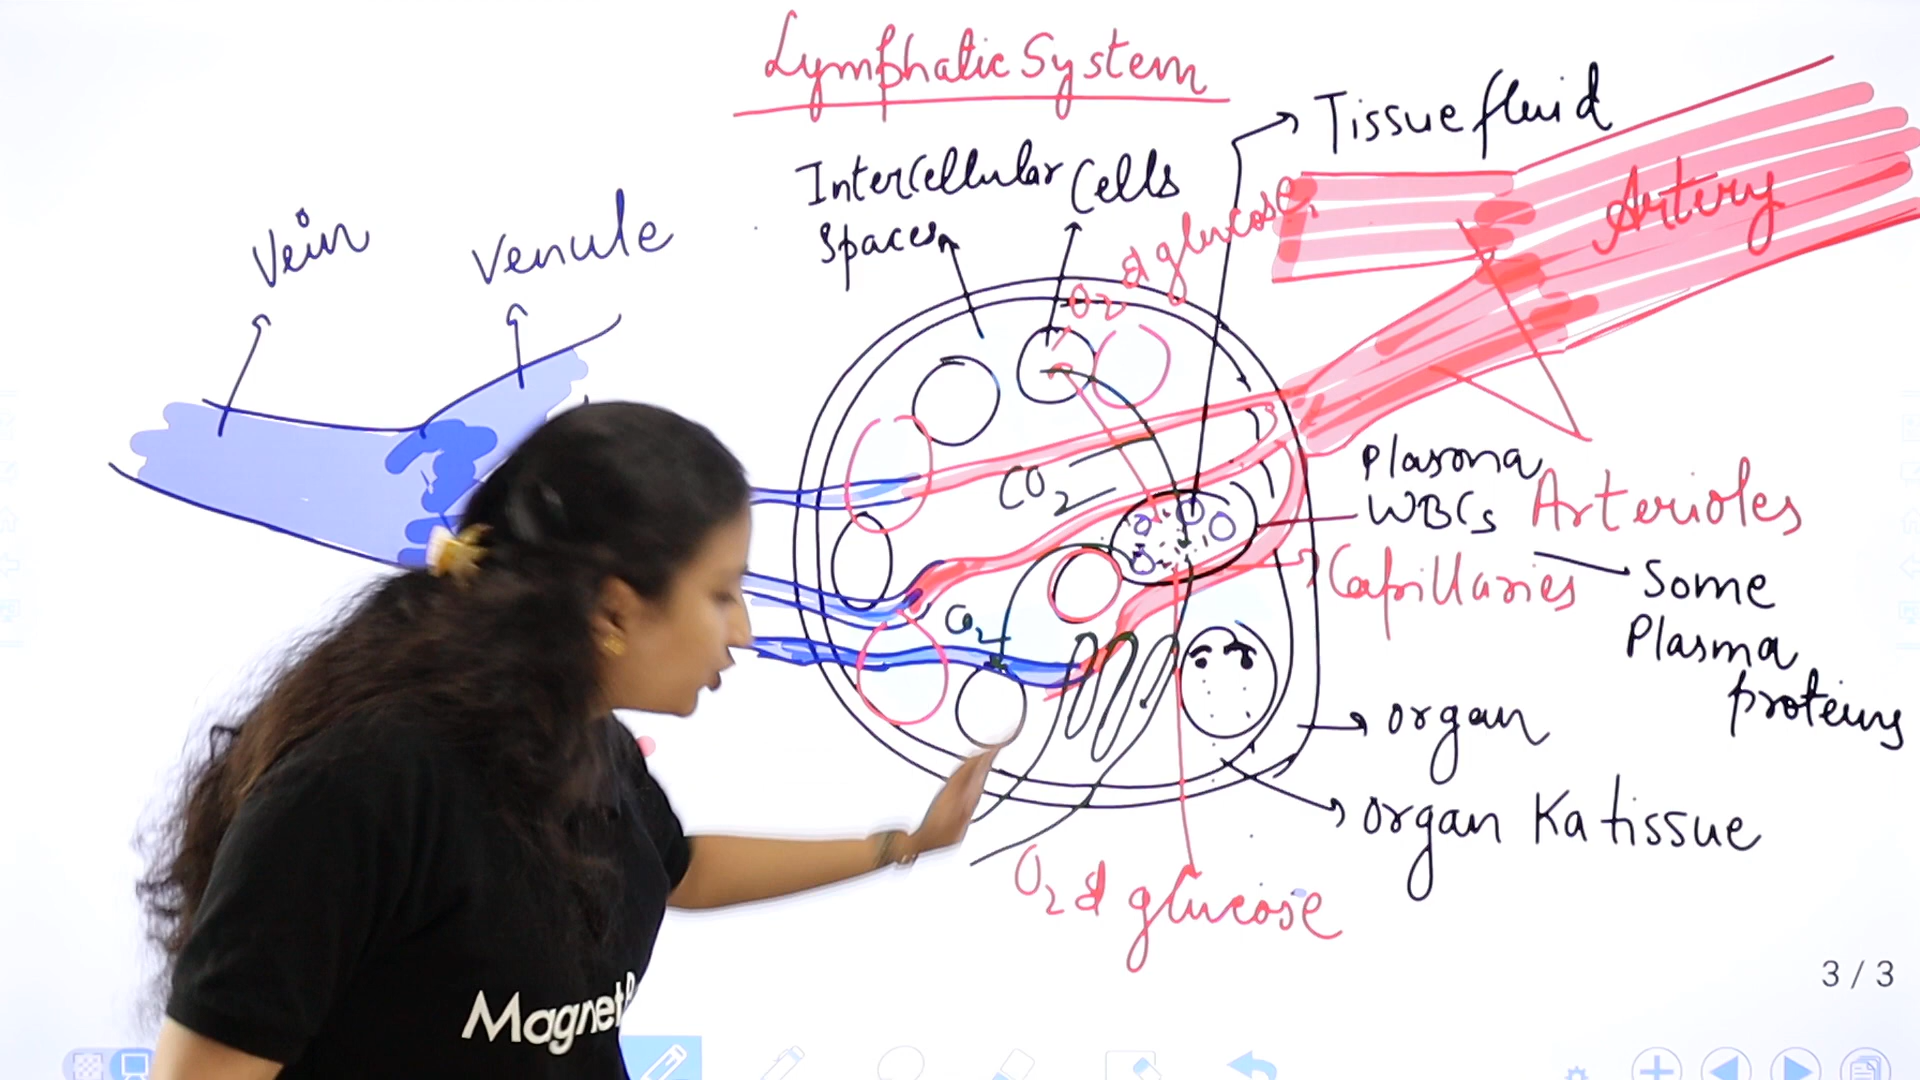 Lymphatic System
Tissue fluid
Intercellular
Spaces
Cells
O2 & glucose,
Artery
Vein
Venule
CO2
Plasma
WBCs
Arterioles
Capillaries
Some
Plasma
proteins
CO2
organ
organ Ka tissue
O2 & glucose
3 / 3
Magnet